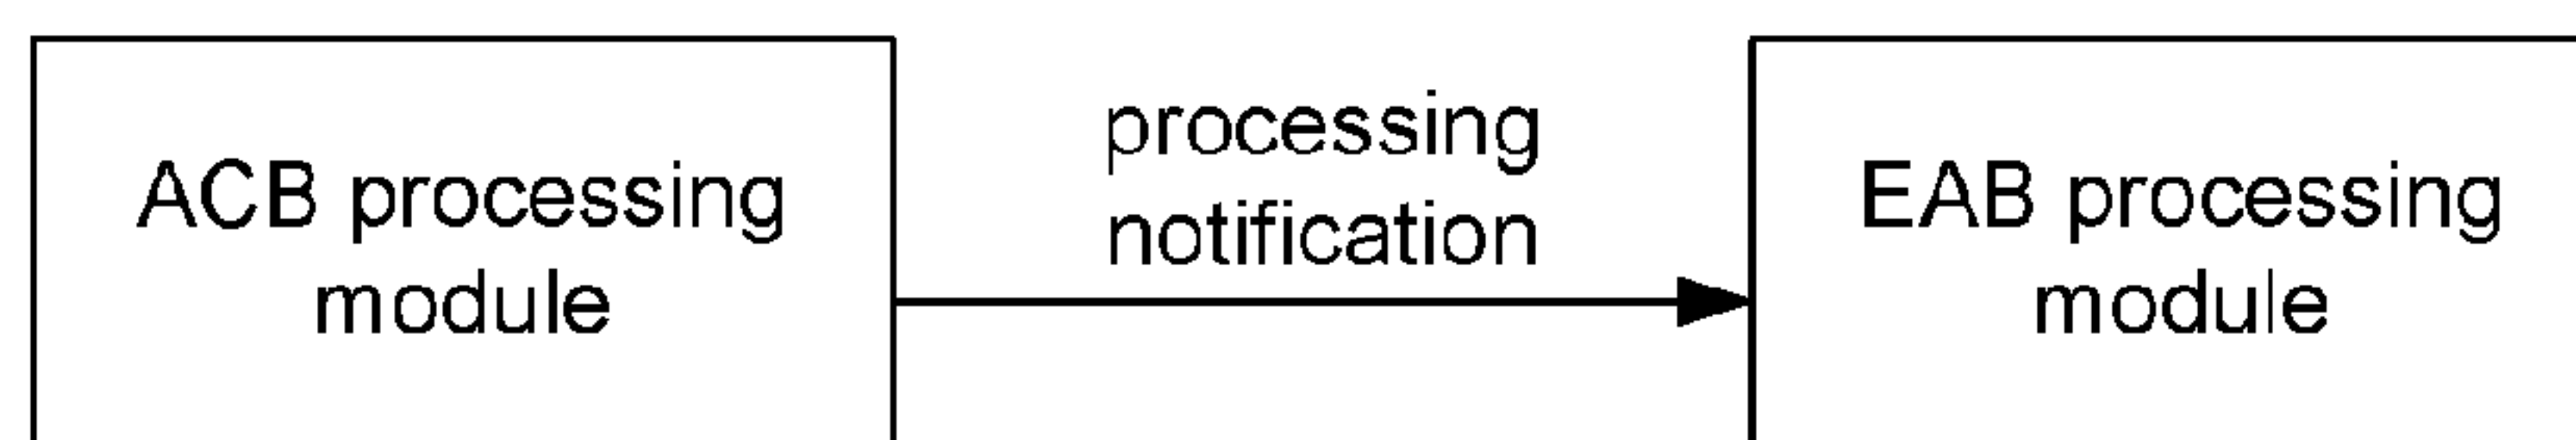 ACB processing
module
processing
notification
EAB processing
module